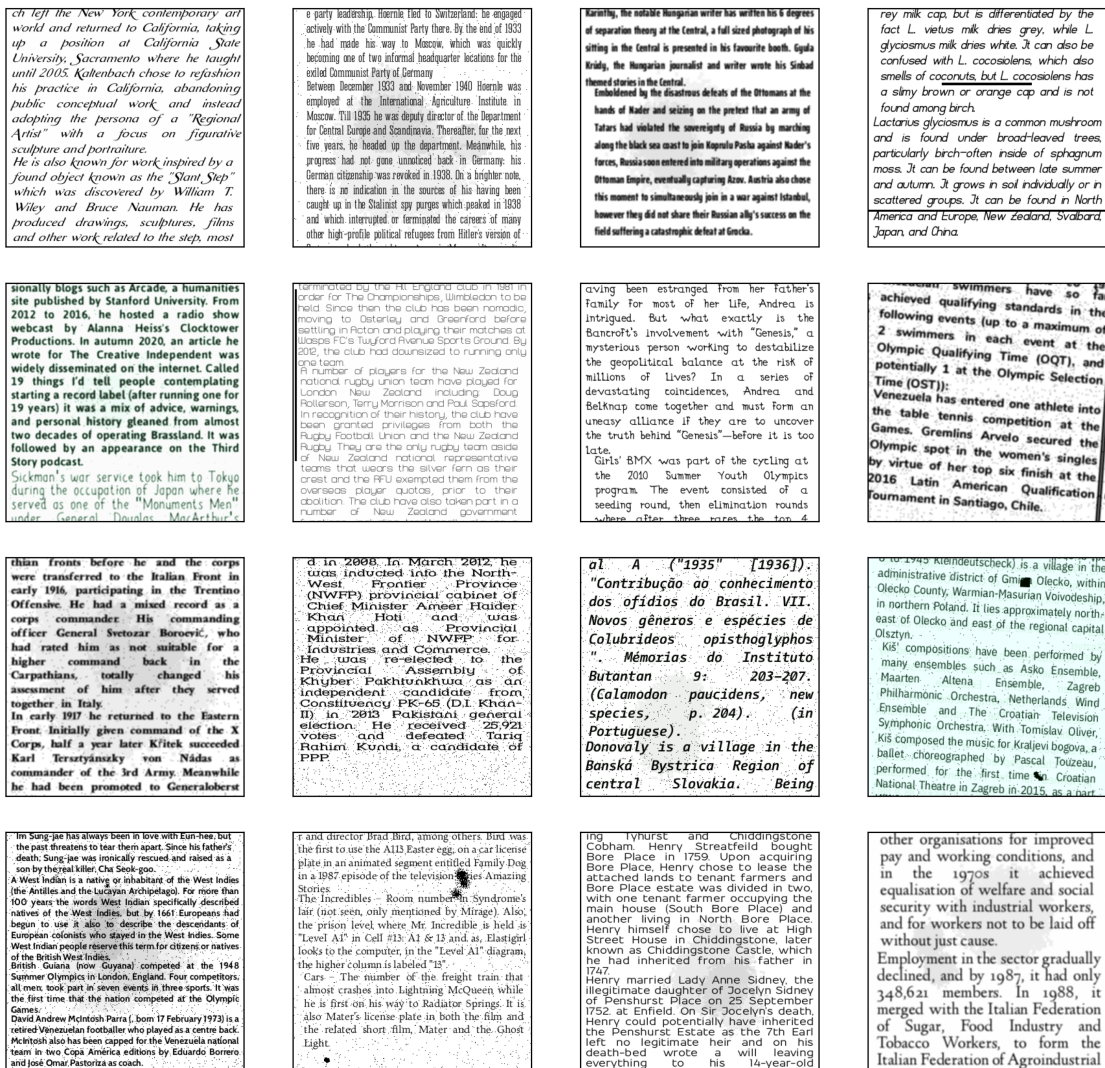 ch left the New York contemporary art
world and returned to California, taking
up a position at California State
University, Sacramento where he taught
until 2005. Kaltenbach chose to refashion
his practice in California, abandoning
public conceptual work and instead
adopting the persona of a "Regional
Artist" with a focus on figurative
sculpture and portraiture.
He is also known for work inspired by a
found object known as the "Slant Step"
which was discovered by William T.
Wiley and Bruce Nauman. He has
produced drawings, sculptures, films
and other work related to the step, most
e party leadership, Hoernle fled to Switzerland: he engaged
actively with the Communist Party there. By the end of 1933
he had made his way to Moscow, which was quickly
becoming one of two informal headquarter locations for the
exiled Communist Party of Germany
Between December 1933 and November 1940 Hoernle was
employed at the International Agriculture Institute in
Moscow. Till 1935 he was deputy director of the Department
for Central Europe and Scandinavia. Thereafter, for the next
five years, he headed up the department. Meanwhile, his
progress had not gone unnoticed back in Germany: his
German citizenship was revoked in 1938. On a brighter note,
there is no indication in the sources of his having been
caught up in the Stalinist spy purges which peaked in 1938
and which interrupted or terminated the careers of many
other high-profile political refugees from Hitler's version of
Karinthy, the notable Hungarian writer has written his 6 degrees
of separation theory at the Central, a full sized photograph of his
sitting in the Central is presented in his favourite booth. Gyula
Krúdy, the Hungarian journalist and writer wrote his Sinbad
themed stories in the Central.
Emboldened by the disastrous defeats of the Ottomans at the
hands of Nader and seizing on the pretext that an army of
Tatars had violated the sovereignty of Russia by marching
along the black sea coast to join Koprulu Pasha against Nader's
forces, Russia soon entered into military operations against the
Ottoman Empire, eventually capturing Azov. Austria also chose
this moment to simultaneously join in a war against Istanbul,
however they did not share their Russian ally's success on the
field suffering a catastrophic defeat at Grocka.
rey milk cap, but is differentiated by the
fact L. vietus milk dries grey, while L.
glyciosmus milk dries white. It can also be
confused with L. cocosiolens, which also
smells of coconuts, but L. cocosiolens has
a slimy brown or orange cap and is not
found among birch.
Lactarius glyciosmus is a common mushroom
and is found under broad-leaved trees,
particularly birch-often inside of sphagnum
moss. It can be found between late summer
and autumn. It grows in soil individually or in
scattered groups. It can be found in North
America and Europe, New Zealand, Svalbard,
Japan, and China.
sionally blogs such as Arcade, a humanities
site published by Stanford University. From
2012 to 2016, he hosted a radio show
webcast by Alanna Heiss's Clocktower
Productions. In autumn 2020, an article he
wrote for The Creative Independent was
widely disseminated on the internet. Called
19 things I'd tell people contemplating
starting a record label (after running one for
19 years) it was a mix of advice, warnings,
and personal history gleaned from almost
two decades of operating Brassland. It was
followed by an appearance on the Third
Story podcast.
Sickman's war service took him to Tokyo
during the occupation of Japan where he
served as one of the "Monuments Men"
under General Douglas MacArthur's
terminated by the All England club in 1981 in
order for The Championships, Wimbledon to be
held. Since then the club has been nomadic,
moving to Osterley and Greenford before
settling in Acton and playing their matches at
Wasps FC's Twyford Avenue Sports Ground. By
2012, the club had downsized to running only
one team.
A number of players for the New Zealand
national rugby union team have played for
London New Zealand including Doug
Rollerson, Terry Morrison and Paul Sapsford.
In recognition of their history, the club have
been granted privileges from both the
Rugby Football Union and the New Zealand
Rugby. They are the only rugby team aside
of New Zealand national representative
teams that wears the silver fern as their
crest and the RFU exempted them from the
overseas player quotas, prior to their
abolition. The club have also taken part in a
number of New Zealand government
aving been estranged from her father's
family for most of her life, Andrea is
intrigued. But what exactly is the
Bancroft's involvement with "Genesis," a
mysterious person working to destabilize
the geopolitical balance at the risk of
millions of lives? In a series of
devastating coincidences, Andrea and
Belknap come together and must form an
uneasy alliance if they are to uncover
the truth behind "Genesis"—before it is too
late.
Girls' BMX was part of the cycling at
the 2010 Summer Youth Olympics
program. The event consisted of a
seeding round, then elimination rounds
where after three races the top 4
swimmers have so far
achieved qualifying standards in the
following events (up to a maximum of
2 swimmers in each event at the
Olympic Qualifying Time (OQT), and
potentially 1 at the Olympic Selection
Time (OST)):
Venezuela has entered one athlete into
the table tennis competition at the
Games. Gremlins Arvelo secured the
Olympic spot in the women's singles
by virtue of her top six finish at the
2016 Latin American Qualification
Tournament in Santiago, Chile.
thian fronts before he and the corps
were transferred to the Italian Front in
early 1916, participating in the Trentino
Offensive. He had a mixed record as a
corps commander. His commanding
officer General Svetozar Boroević, who
had rated him as not suitable for a
higher command back in the
Carpathians, totally changed his
assessment of him after they served
together in Italy.
In early 1917 he returned to the Eastern
Front. Initially given command of the X
Corps, half a year later Křitek succeeded
Karl Tersztyánszky von Nádas as
commander of the 3rd Army. Meanwhile
he had been promoted to Generaloberst
d in 2008. In March 2012, he
was inducted into the North-
West Frontier Province
(NWFP) provincial cabinet of
Chief Minister Ameer Haider
Khan Hoti and was
appointed as Provincial
Minister of NWFP for
Industries and Commerce.
He was re-elected to the
Provincial Assembly of
Khyber Pakhtunkhwa as an
independent candidate from
Constituency PK-65 (D.I. Khan-
II) in 2013 Pakistani general
election. He received 25,921
votes and defeated Tariq
Rahim Kundi, a candidate of
PPP.
al A ("1935" [1936]).
"Contribução ao conhecimento
dos ofídios do Brasil. VII.
Novos gêneros e espécies de
Colubrideos opisthoglyphos
". Mémorias do Instituto
Butantan 9: 203–207.
(Calamodon paucidens, new
species, p. 204). (in
Portuguese).
Donovaly is a village in the
Banská Bystrica Region of
central Slovakia. Being
o to 1945 Kleindeutscheck) is a village in the
administrative district of Gmina Olecko, within
Olecko County, Warmian-Masurian Voivodeship,
in northern Poland. It lies approximately north-
east of Olecko and east of the regional capital
Olsztyn.
Kiš' compositions have been performed by
many ensembles such as Asko Ensemble,
Maarten Altena Ensemble, Zagreb
Philharmonic Orchestra, Netherlands Wind
Ensemble and The Croatian Television
Symphonic Orchestra. With Tomislav Oliver,
Kiš composed the music for Kraljevi bogova, a
ballet choreographed by Pascal Touzeau,
performed for the first time in Croatian
National Theatre in Zagreb in 2015, as a part
Im Sung-jae has always been in love with Eun-hee, but
the past threatens to tear them apart. Since his father's
death, Sung-jae was ironically rescued and raised as a
son by the real killer, Cha Seok-goo.
A West Indian is a native or inhabitant of the West Indies
(the Antilles and the Lucayan Archipelago). For more than
100 years the words West Indian specifically described
natives of the West Indies, but by 1661 Europeans had
begun to use it also to describe the descendants of
European colonists who stayed in the West Indies. Some
West Indian people reserve this term for citizens or natives
of the British West Indies.
British Guiana (now Guyana) competed at the 1948
Summer Olympics in London, England. Four competitors,
all men, took part in seven events in three sports. It was
the first time that the nation competed at the Olympic
Games.
David Andrew McIntosh Parra (, born 17 February 1973) is a
retired Venezuelan footballer who played as a centre back.
McIntosh also has been capped for the Venezuela national
team in two Copa América editions by Eduardo Borrero
and José Omar Pastoriza as coach.
r and director Brad Bird, among others. Bird was
the first to use the A113 Easter egg, on a car license
plate in an animated segment entitled Family Dog
in a 1987 episode of the television series Amazing
Stories.
The Incredibles – Room number in Syndrome's
lair (not seen, only mentioned by Mirage). Also,
the prison level where Mr. Incredible is held is
"Level A1" in Cell #13: A1 & 13 and as, Elastigirl
looks to the computer, in the "Level A1" diagram,
the higher column is labeled "13".
Cars – The number of the freight train that
almost crashes into Lightning McQueen while
he is first on his way to Radiator Springs. It is
also Mater's license plate in both the film and
the related short film, Mater and the Ghost
Light.
ing Tyhurst and Chiddingstone
Cobham. Henry Streatfeild bought
Bore Place in 1759. Upon acquiring
Bore Place, Henry chose to lease the
attached lands to tenant farmers and
Bore Place estate was divided in two,
with one tenant farmer occupying the
main house (South Bore Place) and
another living in North Bore Place.
Henry himself chose to live at High
Street House in Chiddingstone, later
known as Chiddingstone Castle, which
he had inherited from his father in
1747.
Henry married Lady Anne Sidney, the
illegitimate daughter of Jocelyn Sidney
of Penshurst Place on 25 September
1752. at Enfield. On Sir Jocelyn's death,
Henry could potentially have inherited
the Penshurst Estate as the 7th Earl
left no legitimate heir and on his
death-bed wrote a will leaving
everything to his 14-year-old
other organisations for improved
pay and working conditions, and
in the 1970s it achieved
equalisation of welfare and social
security with industrial workers,
and for workers not to be laid off
without just cause.
Employment in the sector gradually
declined, and by 1987, it had only
348,621 members. In 1988, it
merged with the Italian Federation
of Sugar, Food Industry and
Tobacco Workers, to form the
Italian Federation of Agroindustrial